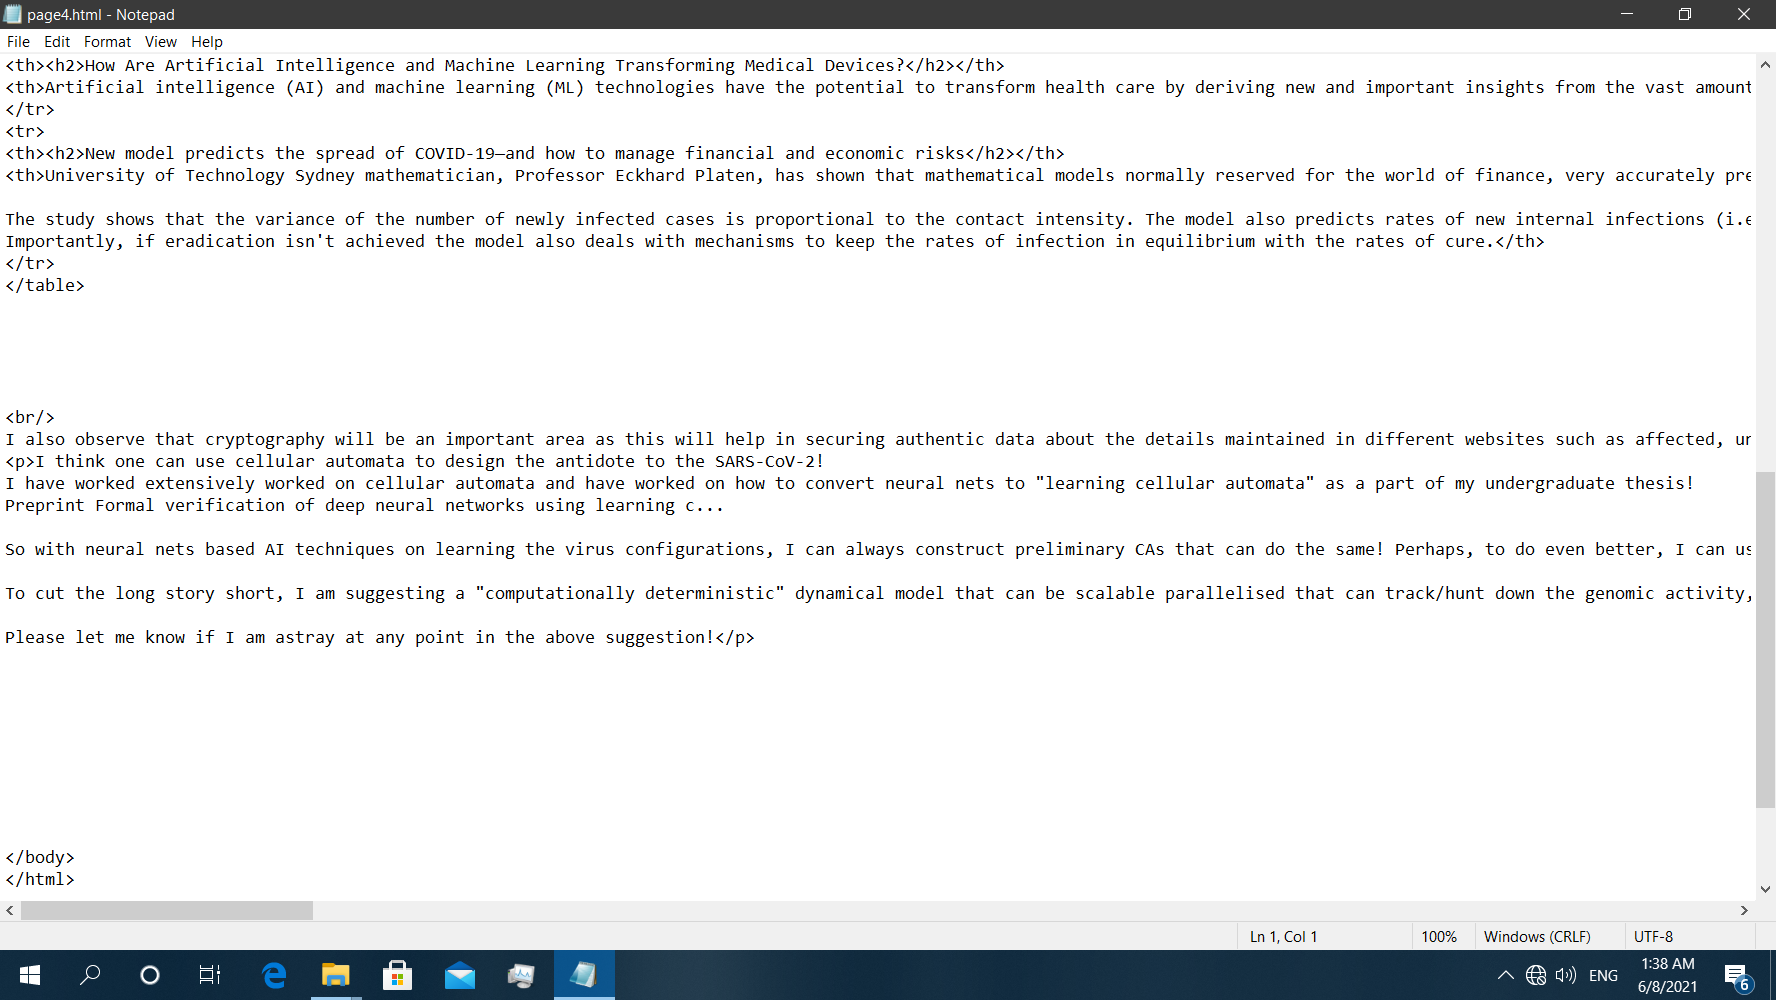 page4.html - Notepad
File Edit Format View Help
<th><h2>How Are Artificial Intelligence and Machine Learning Transforming Medical Devices?</h2></th>
<th>Artificial intelligence (AI) and machine learning (ML) technologies have the potential to transform health care by deriving new and important insights from the vast amount
</tr>
<tr>
<th><h2>New model predicts the spread of COVID-19—and how to manage financial and economic risks</h2></th>
<th>University of Technology Sydney mathematician, Professor Eckhard Platen, has shown that mathematical models normally reserved for the world of finance, very accurately pre
The study shows that the variance of the number of newly infected cases is proportional to the contact intensity. The model also predicts rates of new internal infections (i.e
Importantly, if eradication isn't achieved the model also deals with mechanisms to keep the rates of infection in equilibrium with the rates of cure.</th>
</tr>
</table>
<br/>
I also observe that cryptography will be an important area as this will help in securing authentic data about the details maintained in different websites such as affected, un
<p>I think one can use cellular automata to design the antidote to the SARS-CoV-2!
I have worked extensively worked on cellular automata and have worked on how to convert neural nets to "learning cellular automata" as a part of my undergraduate thesis!
Preprint Formal verification of deep neural networks using learning c...
So with neural nets based AI techniques on learning the virus configurations, I can always construct preliminary CAs that can do the same! Perhaps, to do even better, I can us
To cut the long story short, I am suggesting a "computationally deterministic" dynamical model that can be scalable parallelised that can track/hunt down the genomic activity,
Please let me know if I am astray at any point in the above suggestion!</p>
</body>
</html>
Ln 1, Col 1 100% Windows (CRLF) UTF-8
ENG
1:38 AM
6/8/2021
6